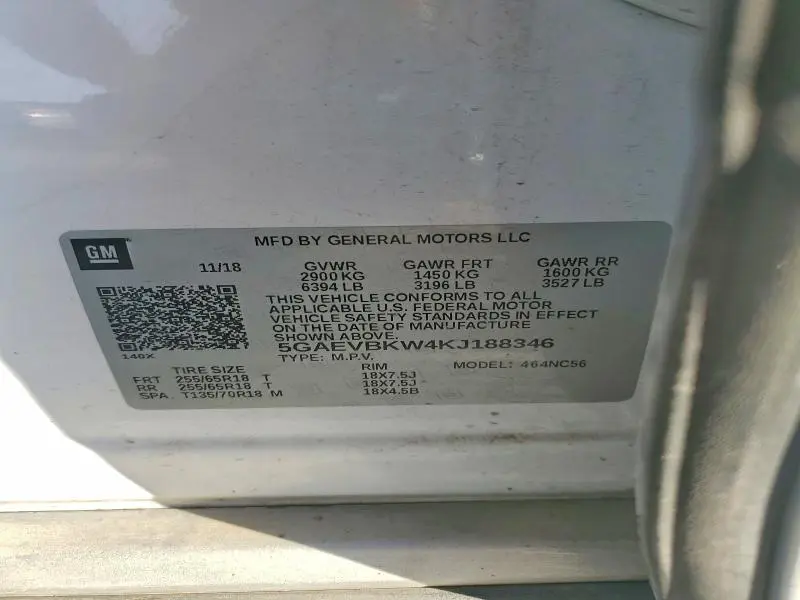 GM
MFD BY GENERAL MOTORS LLC
11/18 GVWR GAWR FRT GAWR RR
2900 KG 1450 KG 1600 KG
6394 LB 3196 LB 3527 LB
THIS VEHICLE CONFORMS TO ALL
APPLICABLE U.S. FEDERAL MOTOR
VEHICLE SAFETY STANDARDS IN EFFECT
ON THE DATE OF MANUFACTURE
SHOWN ABOVE.
5GAEVBKW4KJ188346
140X
TYPE: M.P.V. MODEL: 464NC56
TIRE SIZE RIM
FRT 255/65R18 T 18X7.5J
RR 255/65R18 T 18X7.5J
SPA. T135/70R18 M 18X4.5B